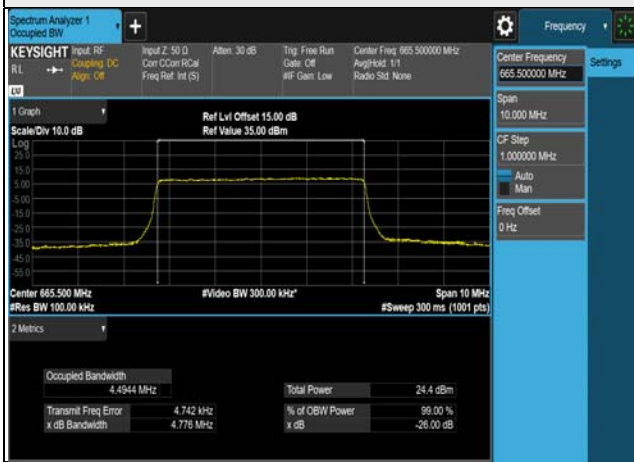 Spectrum Analyzer 1
Occupied BW
+
Frequency
KEYSIGHT Input: RF
RL
Coupling: DC
Align: Off
Input Z: 50 Ω
Corr CCorr RCal
Freq Ref: Int (S)
Atten: 30 dB
Trig: Free Run
Gate: Off
#IF Gain: Low
Center Freq: 665.500000 MHz
Avg|Hold: 1/1
Radio Std: None
Center Frequency
665.500000 MHz
Settings
Span
10.000 MHz
CF Step
1.000000 MHz
Auto
Man
Freq Offset
0 Hz
1 Graph
Scale/Div 10.0 dB
Ref Lvl Offset 15.00 dB
Ref Value 35.00 dBm
Log
25.0
15.0
5.00
-5.00
-15.0
-25.0
-35.0
-45.0
-55.0
Center 665.500 MHz
#Video BW 300.00 kHz*
Span 10 MHz
#Res BW 100.00 kHz
#Sweep 300 ms (1001 pts)
2 Metrics
Occupied Bandwidth
4.4944 MHz
Total Power 24.4 dBm
Transmit Freq Error 4.742 kHz
% of OBW Power 99.00 %
x dB Bandwidth 4.776 MHz
x dB -26.00 dB